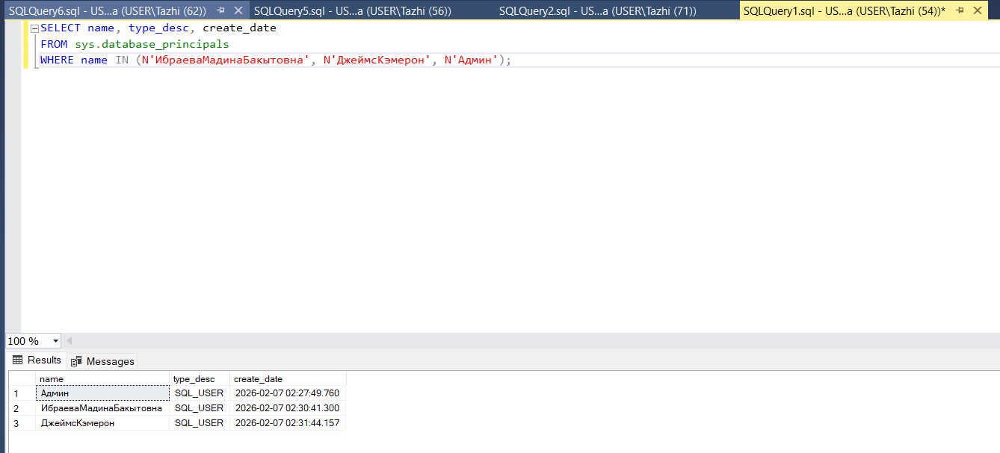 SQLQuery6.sql - US...a (USER\Tazhi (62)) SQLQuery5.sql - US...a (USER\Tazhi (56)) SQLQuery2.sql - US...a (USER\Tazhi (71)) SQLQuery1.sql - US...a (USER\Tazhi (54))*
SELECT name, type_desc, create_date
FROM sys.database_principals
WHERE name IN (N'ИбраеваМадинаБакытовна', N'ДжеймсКэмерон', N'Админ');
100 %
Results Messages
name type_desc create_date
1 Админ SQL_USER 2026-02-07 02:27:49.760
2 ИбраеваМадинаБакытовна SQL_USER 2026-02-07 02:30:41.300
3 ДжеймсКэмерон SQL_USER 2026-02-07 02:31:44.157